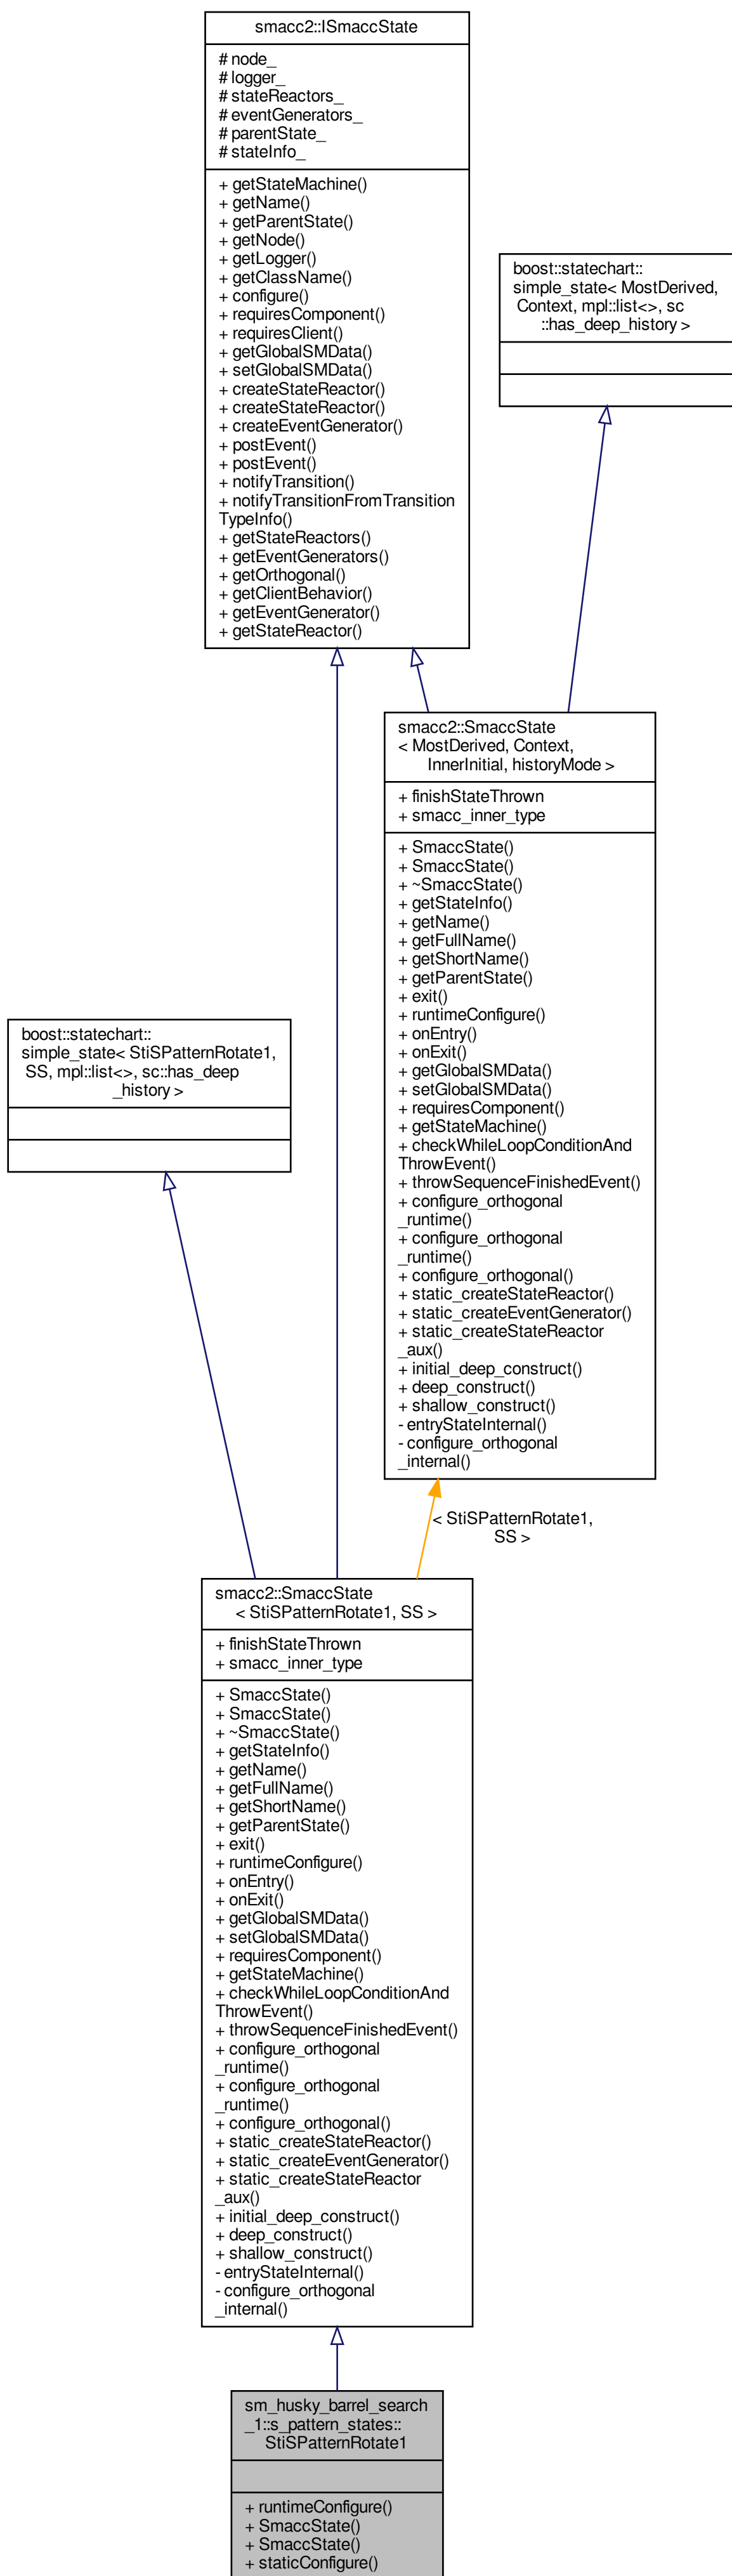 smacc2::ISmaccState
# node_
# logger_
# stateReactors_
# eventGenerators_
# parentState_
# stateInfo_
+ getStateMachine()
+ getName()
+ getParentState()
+ getNode()
+ getLogger()
+ getClassName()
+ configure()
+ requiresComponent()
+ requiresClient()
+ getGlobalSMData()
+ setGlobalSMData()
+ createStateReactor()
+ createStateReactor()
+ createEventGenerator()
+ postEvent()
+ postEvent()
+ notifyTransition()
+ notifyTransitionFromTransition
TypeInfo()
+ getStateReactors()
+ getEventGenerators()
+ getOrthogonal()
+ getClientBehavior()
+ getEventGenerator()
+ getStateReactor()
boost::statechart::
simple_state< MostDerived,
Context, mpl::list<>, sc
::has_deep_history >
smacc2::SmaccState
< MostDerived, Context,
InnerInitial, historyMode >
+ finishStateThrown
+ smacc_inner_type
+ SmaccState()
+ SmaccState()
+ ~SmaccState()
+ getStateInfo()
+ getName()
+ getFullName()
+ getShortName()
+ getParentState()
+ exit()
+ runtimeConfigure()
+ onEntry()
+ onExit()
+ getGlobalSMData()
+ setGlobalSMData()
+ requiresComponent()
+ getStateMachine()
+ checkWhileLoopConditionAnd
ThrowEvent()
+ throwSequenceFinishedEvent()
+ configure_orthogonal
_runtime()
+ configure_orthogonal
_runtime()
+ configure_orthogonal()
+ static_createStateReactor()
+ static_createEventGenerator()
+ static_createStateReactor
_aux()
+ initial_deep_construct()
+ deep_construct()
+ shallow_construct()
- entryStateInternal()
- configure_orthogonal
_internal()
boost::statechart::
simple_state< StiSPatternRotate1,
SS, mpl::list<>, sc::has_deep
_history >
< StiSPatternRotate1,
SS >
smacc2::SmaccState
< StiSPatternRotate1, SS >
+ finishStateThrown
+ smacc_inner_type
+ SmaccState()
+ SmaccState()
+ ~SmaccState()
+ getStateInfo()
+ getName()
+ getFullName()
+ getShortName()
+ getParentState()
+ exit()
+ runtimeConfigure()
+ onEntry()
+ onExit()
+ getGlobalSMData()
+ setGlobalSMData()
+ requiresComponent()
+ getStateMachine()
+ checkWhileLoopConditionAnd
ThrowEvent()
+ throwSequenceFinishedEvent()
+ configure_orthogonal
_runtime()
+ configure_orthogonal
_runtime()
+ configure_orthogonal()
+ static_createStateReactor()
+ static_createEventGenerator()
+ static_createStateReactor
_aux()
+ initial_deep_construct()
+ deep_construct()
+ shallow_construct()
- entryStateInternal()
- configure_orthogonal
_internal()
sm_husky_barrel_search
_1::s_pattern_states::
StiSPatternRotate1
+ runtimeConfigure()
+ SmaccState()
+ SmaccState()
+ staticConfigure()